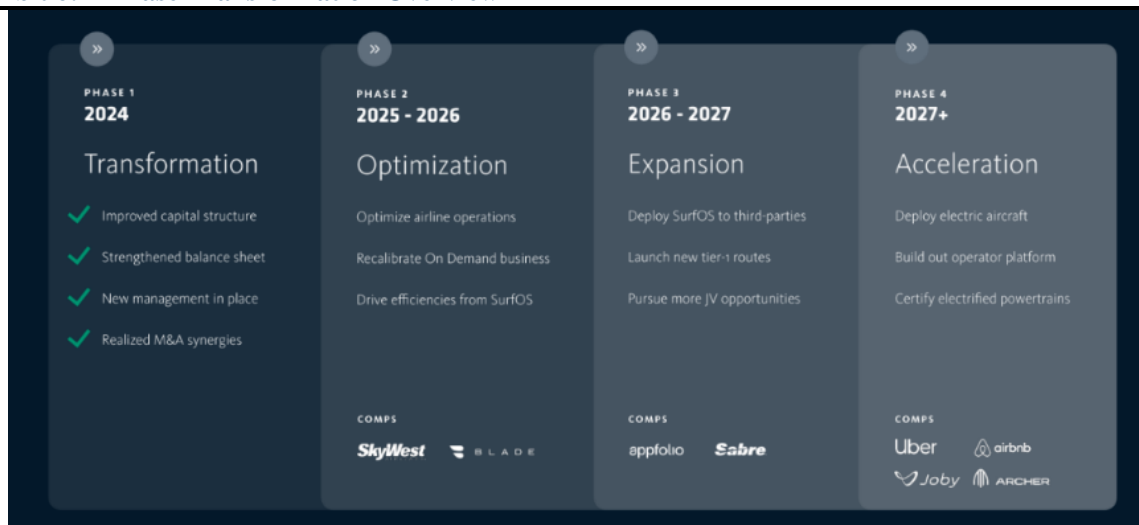 PHASE 1
2024
Transformation
Improved capital structure
Strengthened balance sheet
New management in place
Realized M&A synergies
PHASE 2
2025 - 2026
Optimization
Optimize airline operations
Recalibrate On Demand business
Drive efficiencies from SurfOS
COMPS
SkyWest BLADE
PHASE 3
2026 - 2027
Expansion
Deploy SurfOS to third-parties
Launch new tier-1 routes
Pursue more JV opportunities
COMPS
appfolio Sabre
PHASE 4
2027+
Acceleration
Deploy electric aircraft
Build out operator platform
Certify electrified powertrains
COMPS
Uber airbnb
Joby ARCHER